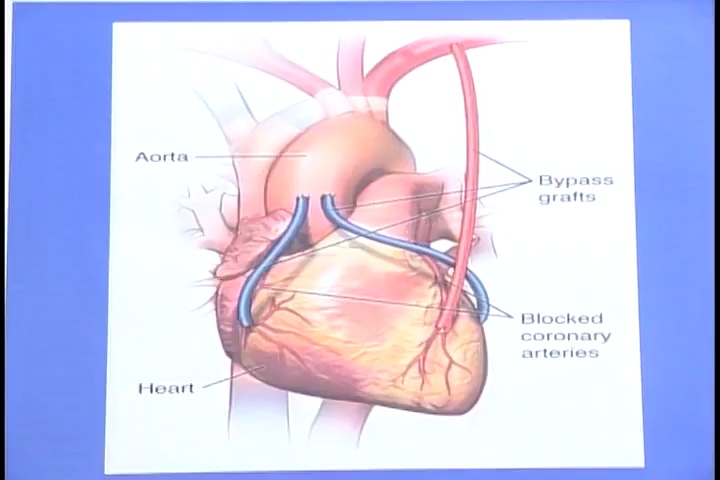 Aorta
Bypass
grafts
Blocked
coronary
arteries
Heart